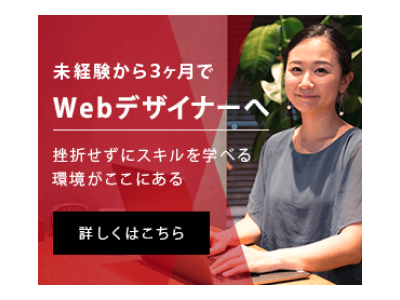 未経験から3ヶ月で
Webデザイナーへ
挫折せずにスキルを学べる
環境がここにある
詳しくはこちら